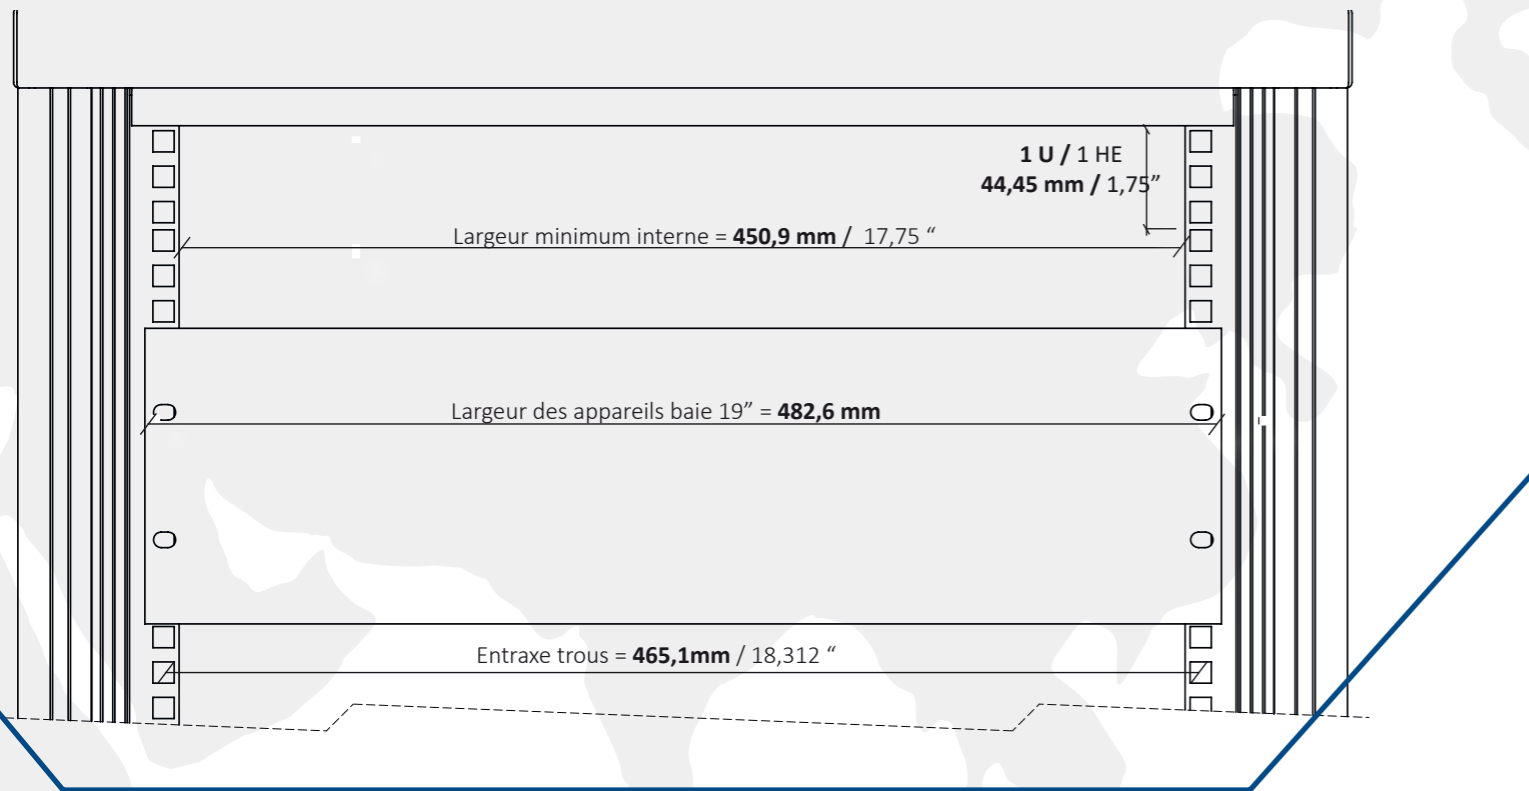 1 U / 1 HE
44,45 mm / 1,75”
Largeur minimum interne = 450,9 mm /  17,75 “
Largeur des appareils baie 19” = 482,6 mm
Entraxe trous = 465,1mm / 18,312 “